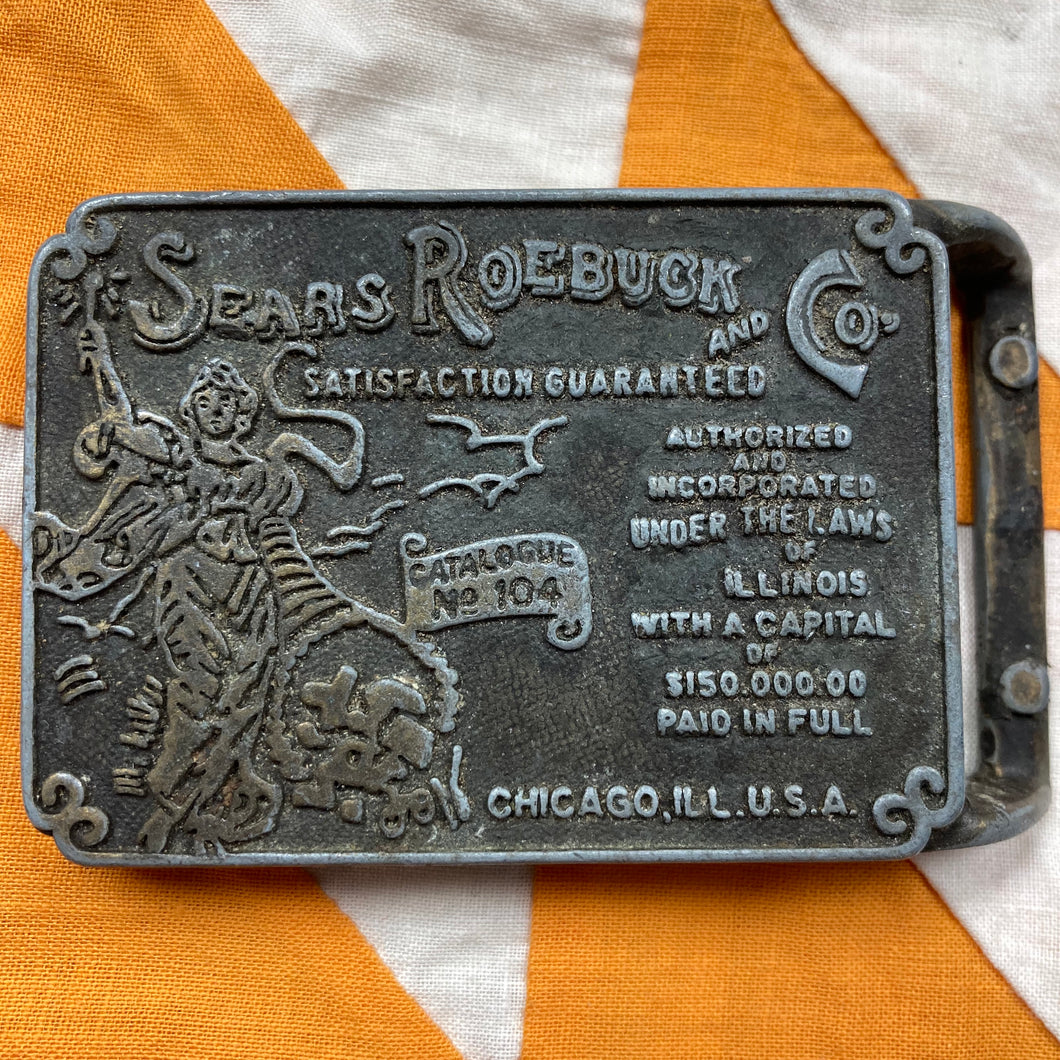 SEARS ROEBUCK AND CO.
SATISFACTION GUARANTEED
AUTHORIZED
AND
INCORPORATED
UNDER THE LAWS
OF
ILLINOIS
WITH A CAPITAL
OF
$150.000.00
PAID IN FULL
CATALOGUE
No 104
CHICAGO, ILL. U.S.A.